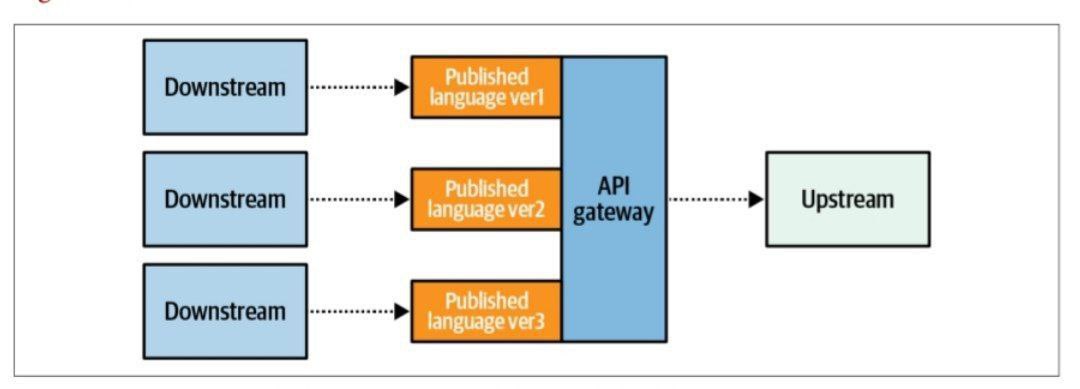 Downstream
Published
language ver1
Downstream
Published
language ver2
API
gateway
Upstream
Downstream
Published
language ver3